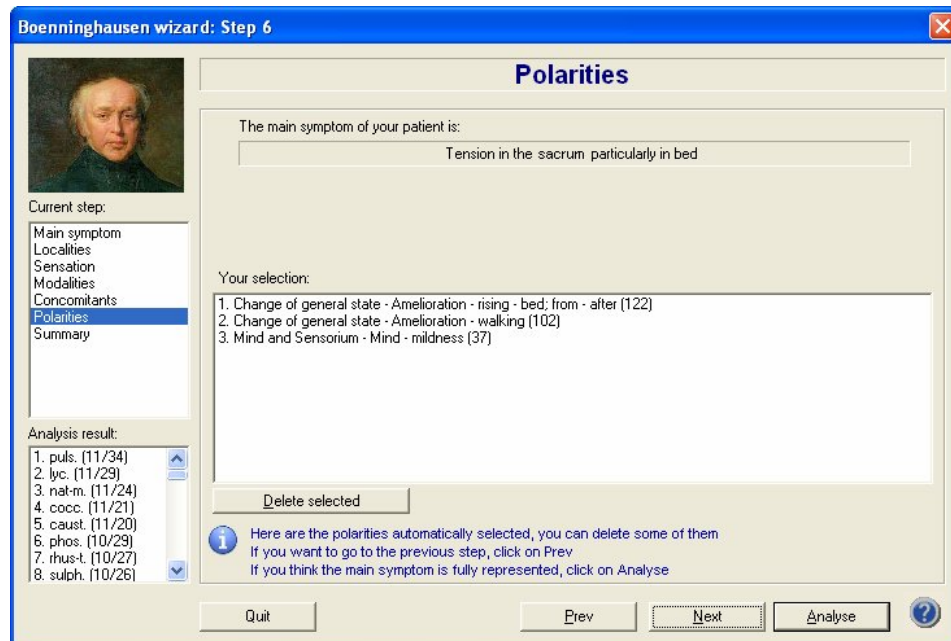 Boenninghausen wizard: Step 6
Polarities
The main symptom of your patient is:
Tension in the sacrum particularly in bed
Current step:
Main symptom
Localities
Sensation
Modalities
Concomitants
Polarities
Summary
Your selection:
1. Change of general state - Amelioration - rising - bed; from - after (122)
2. Change of general state - Amelioration - walking (102)
3. Mind and Sensorium - Mind - mildness (37)
Analysis result:
1. puls. (11/34)
2. lyc. (11/29)
3. nat-m. (11/24)
4. cocc. (11/21)
5. caust. (11/20)
6. phos. (10/29)
7. rhus-t. (10/27)
8. sulph. (10/26)
Delete selected
Here are the polarities automatically selected, you can delete some of them
If you want to go to the previous step, click on Prev
If you think the main symptom is fully represented, click on Analyse
Quit
Prev
Next
Analyse